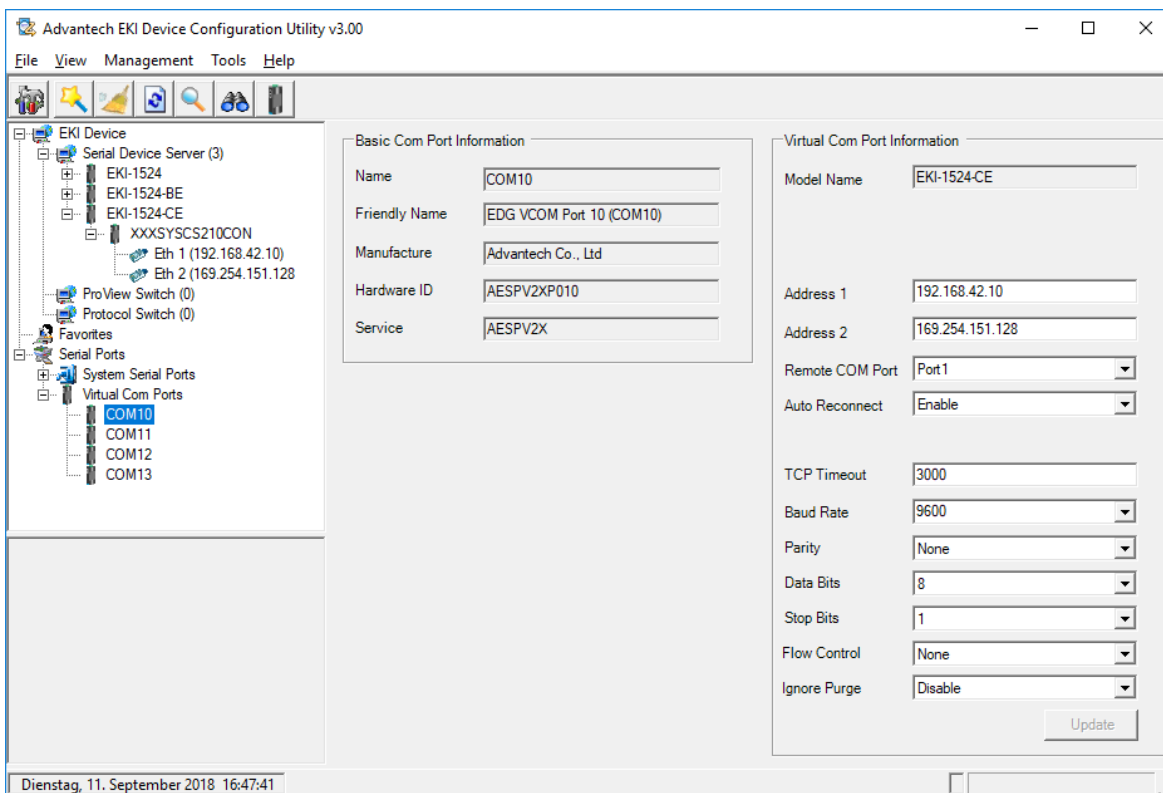 Advantech EKI Device Configuration Utility v3.00
File View Management Tools Help
EKI Device
Serial Device Server (3)
EKI-1524
EKI-1524-BE
EKI-1524-CE
XXXSYSCS210CON
Eth 1 (192.168.42.10)
Eth 2 (169.254.151.128
ProView Switch (0)
Protocol Switch (0)
Favorites
Serial Ports
System Serial Ports
Virtual Com Ports
COM10
COM11
COM12
COM13
Basic Com Port Information
Name COM10
Friendly Name EDG VCOM Port 10 (COM10)
Manufacture Advantech Co., Ltd
Hardware ID AESPV2XP010
Service AESPV2X
Virtual Com Port Information
Model Name EKI-1524-CE
Address 1 192.168.42.10
Address 2 169.254.151.128
Remote COM Port Port1
Auto Reconnect Enable
TCP Timeout 3000
Baud Rate 9600
Parity None
Data Bits 8
Stop Bits 1
Flow Control None
Ignore Purge Disable
Update
Dienstag, 11. September 2018 16:47:41